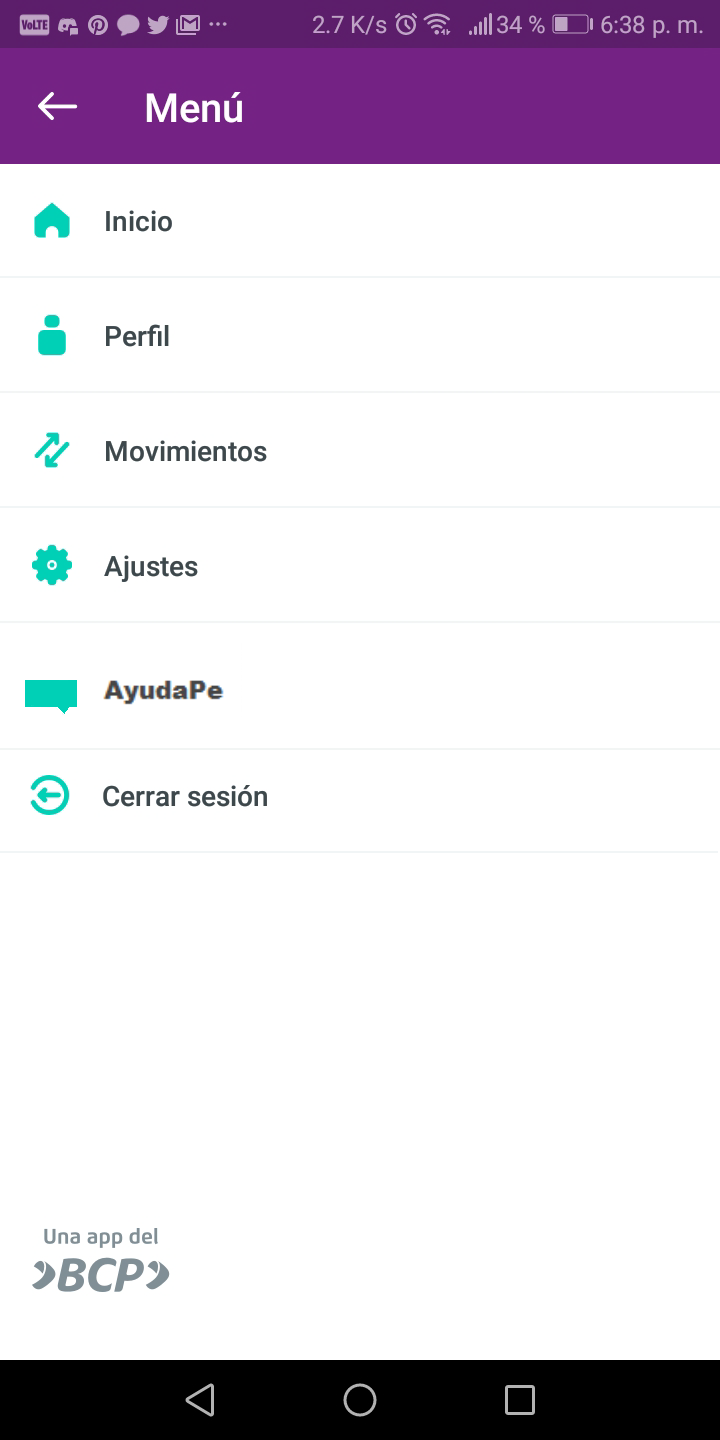 VoLTE 2.7 K/s 34 % 6:38 p. m.
Menú
Inicio
Perfil
Movimientos
Ajustes
AyudaPe
Cerrar sesión
Una app del
BCP